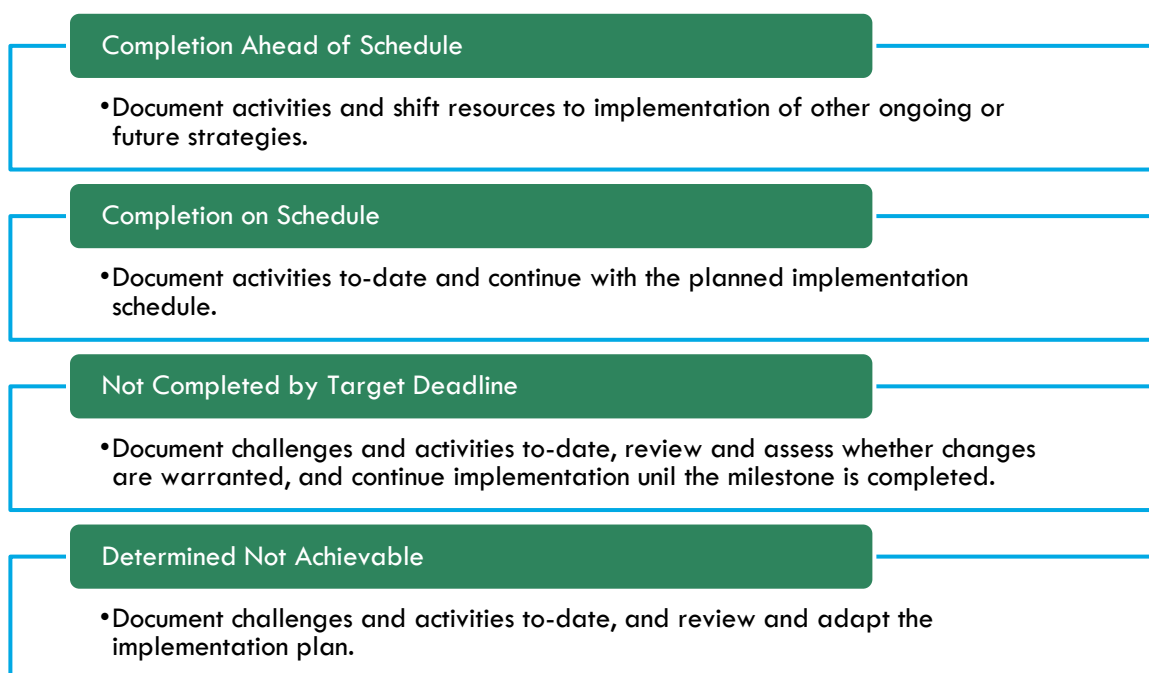 Completion Ahead of Schedule
•Document activities and shift resources to implementation of other ongoing or
future strategies.
Completion on Schedule
•Document activities to-date and continue with the planned implementation
schedule.
Not Completed by Target Deadline
•Document challenges and activities to-date, review and assess whether changes
are warranted, and continue implementation unil the milestone is completed.
Determined Not Achievable
•Document challenges and activities to-date, and review and adapt the
implementation plan.